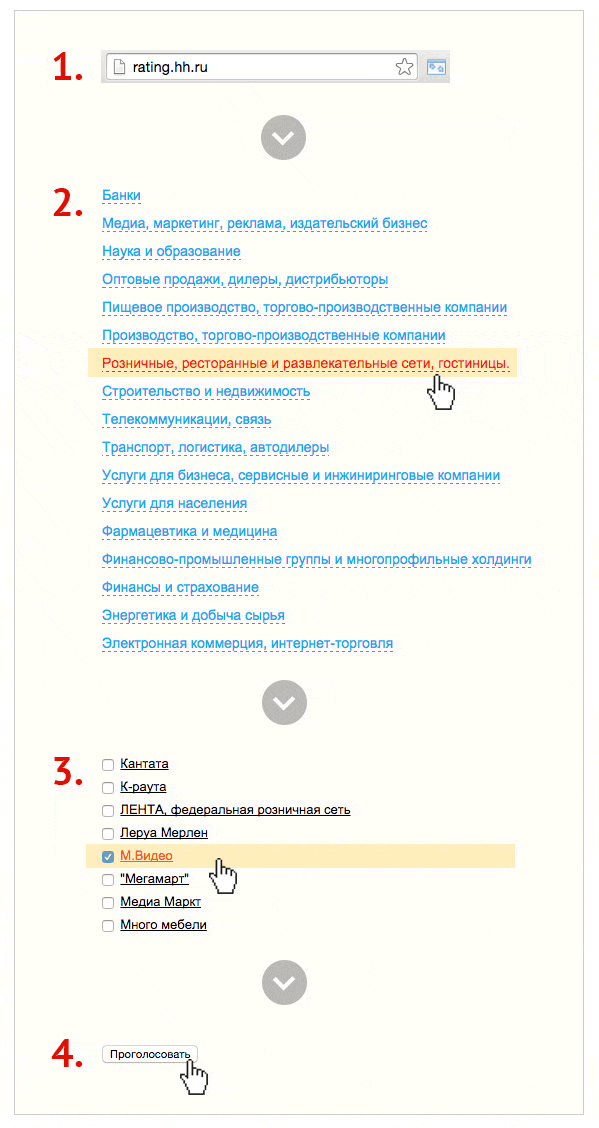 1.
rating.hh.ru
2.
Банки
Медиа, маркетинг, реклама, издательский бизнес
Наука и образование
Оптовые продажи, дилеры, дистрибьюторы
Пищевое производство, торгово-производственные компании
Производство, торгово-производственные компании
Розничные, ресторанные и развлекательные сети, гостиницы.
Строительство и недвижимость
Телекоммуникации, связь
Транспорт, логистика, автодилеры
Услуги для бизнеса, сервисные и инжиниринговые компании
Услуги для населения
Фармацевтика и медицина
Финансово-промышленные группы и многопрофильные холдинги
Финансы и страхование
Энергетика и добыча сырья
Электронная коммерция, интернет-торговля
3.
Кантата
К-раута
ЛЕНТА, федеральная розничная сеть
Леруа Мерлен
М.Видео
"Мегамарт"
Медиа Маркт
Много мебели
4.
Проголосовать